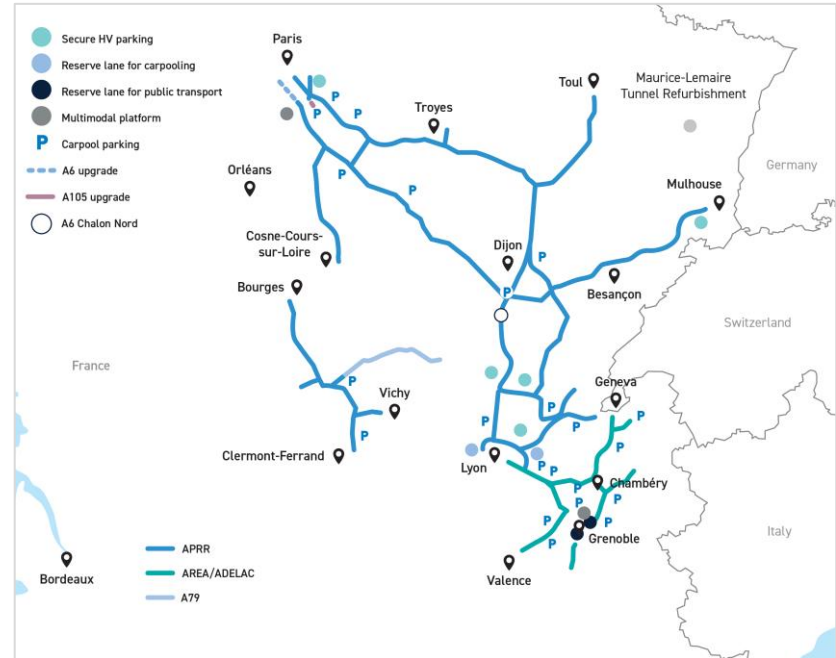 Secure HV parking
Reserve lane for carpooling
Reserve lane for public transport
Multimodal platform
P Carpool parking
A6 upgrade
A105 upgrade
A6 Chalon Nord
Paris
P
P
P
Troyes
Toul
Maurice-Lemaire
Tunnel Refurbishment
Germany
Orléans
P
P
Mulhouse
Cosne-Cours-
sur-Loire
Dijon
P
P
Besançon
Bourges
Switzerland
France
P
Vichy
P
Clermont-Ferrand
Geneva
P
P
P
P
P
Lyon
P
P
P
Chambéry
P
P
P
P
P
Grenoble
Valence
Italy
Bordeaux
APRR
AREA/ADELAC
A79